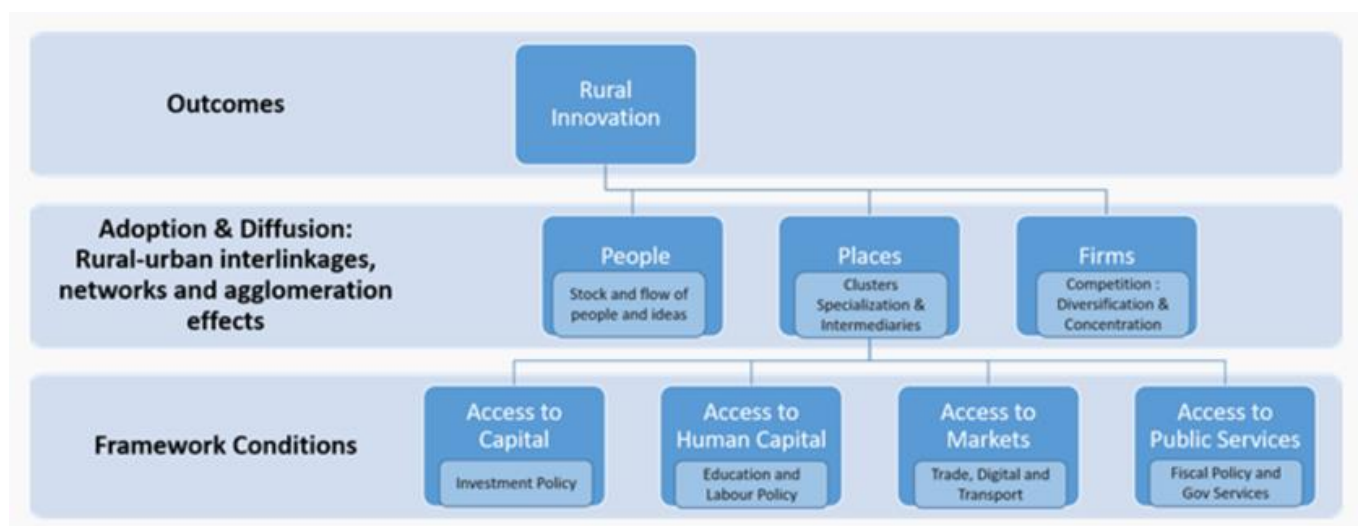 Outcomes
Rural
Innovation
Adoption & Diffusion:
Rural-urban interlinkages,
networks and agglomeration
effects
People
Stock and flow of
people and ideas
Places
Clusters
Specialization &
Intermediaries
Firms
Competition :
Diversification &
Concentration
Framework Conditions
Access to
Capital
Investment Policy
Access to
Human Capital
Education and
Labour Policy
Access to
Markets
Trade, Digital and
Transport
Access to
Public Services
Fiscal Policy and
Gov Services